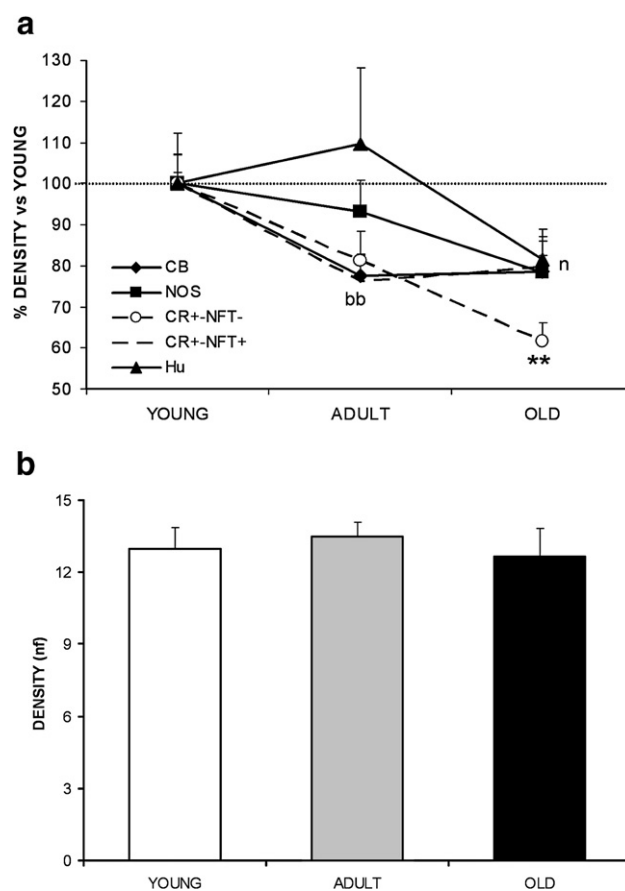 a
% DENSITY vs YOUNG
130
120
110
100
90
80
70
60
50
CB
NOS
CR+-NFT-
CR+-NFT+
Hu
bb
n
**
YOUNG ADULT OLD
b
DENSITY (nf)
15
12
9
6
3
0
YOUNG ADULT OLD